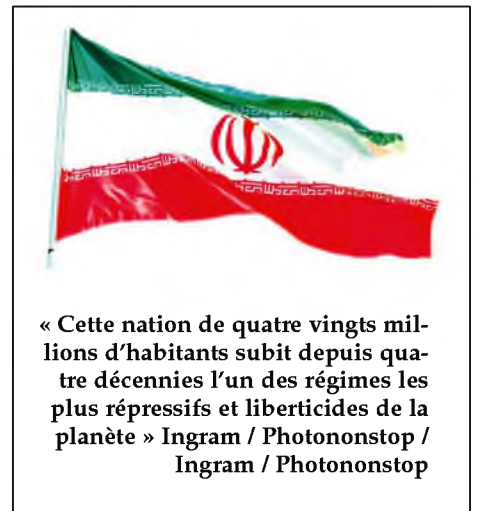 « Cette nation de quatre vingts mil-
lions d’habitants subit depuis qua-
tre décennies l’un des régimes les
plus répressifs et liberticides de la
planète » Ingram / Photononstop /
Ingram / Photononstop